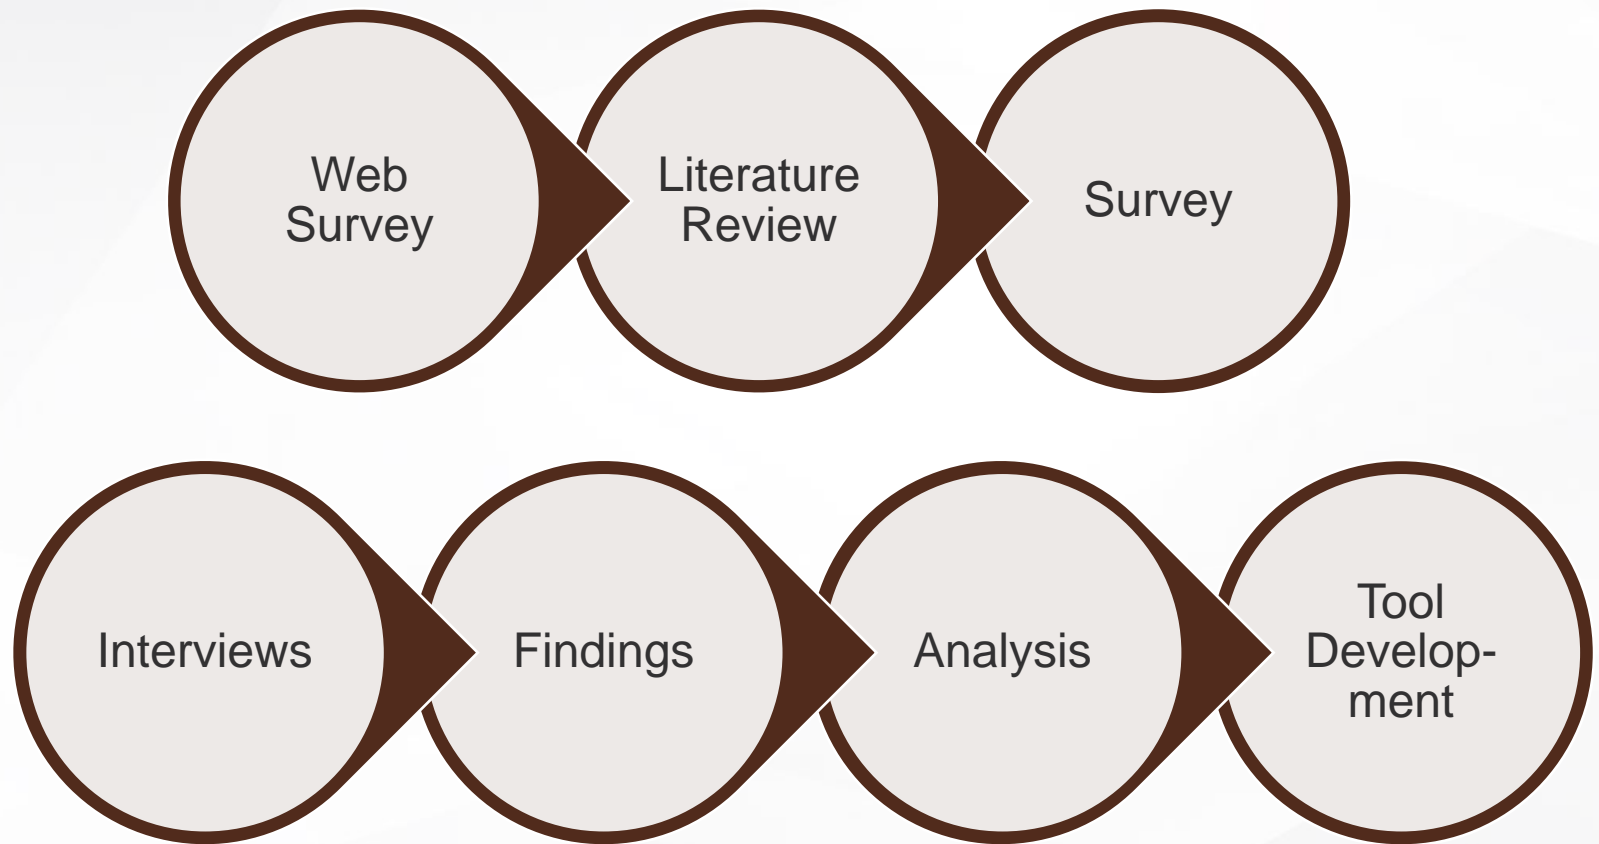 Web
Survey
Literature
Review
Survey
Interviews
Findings
Analysis
Tool
Develop-
ment